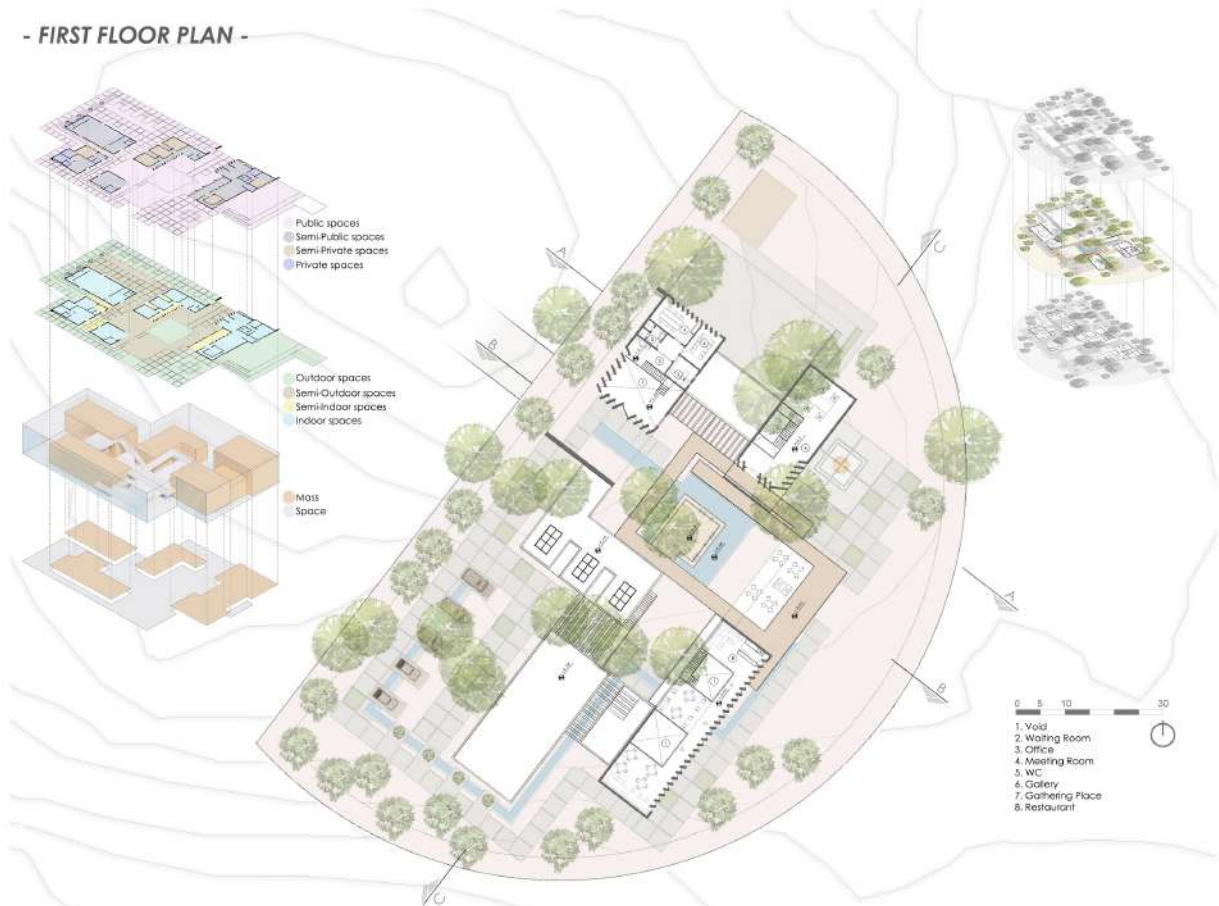 - FIRST FLOOR PLAN -
Public spaces
Semi-Public spaces
Semi-Private spaces
Private spaces
Outdoor spaces
Semi-Outdoor spaces
Semi-Indoor spaces
Indoor spaces
Mass
Space
A
C
B
A
B
C
0 5 10 30
1. Void
2. Waiting Room
3. Office
4. Meeting Room
5. WC
6. Gallery
7. Gathering Place
8. Restaurant